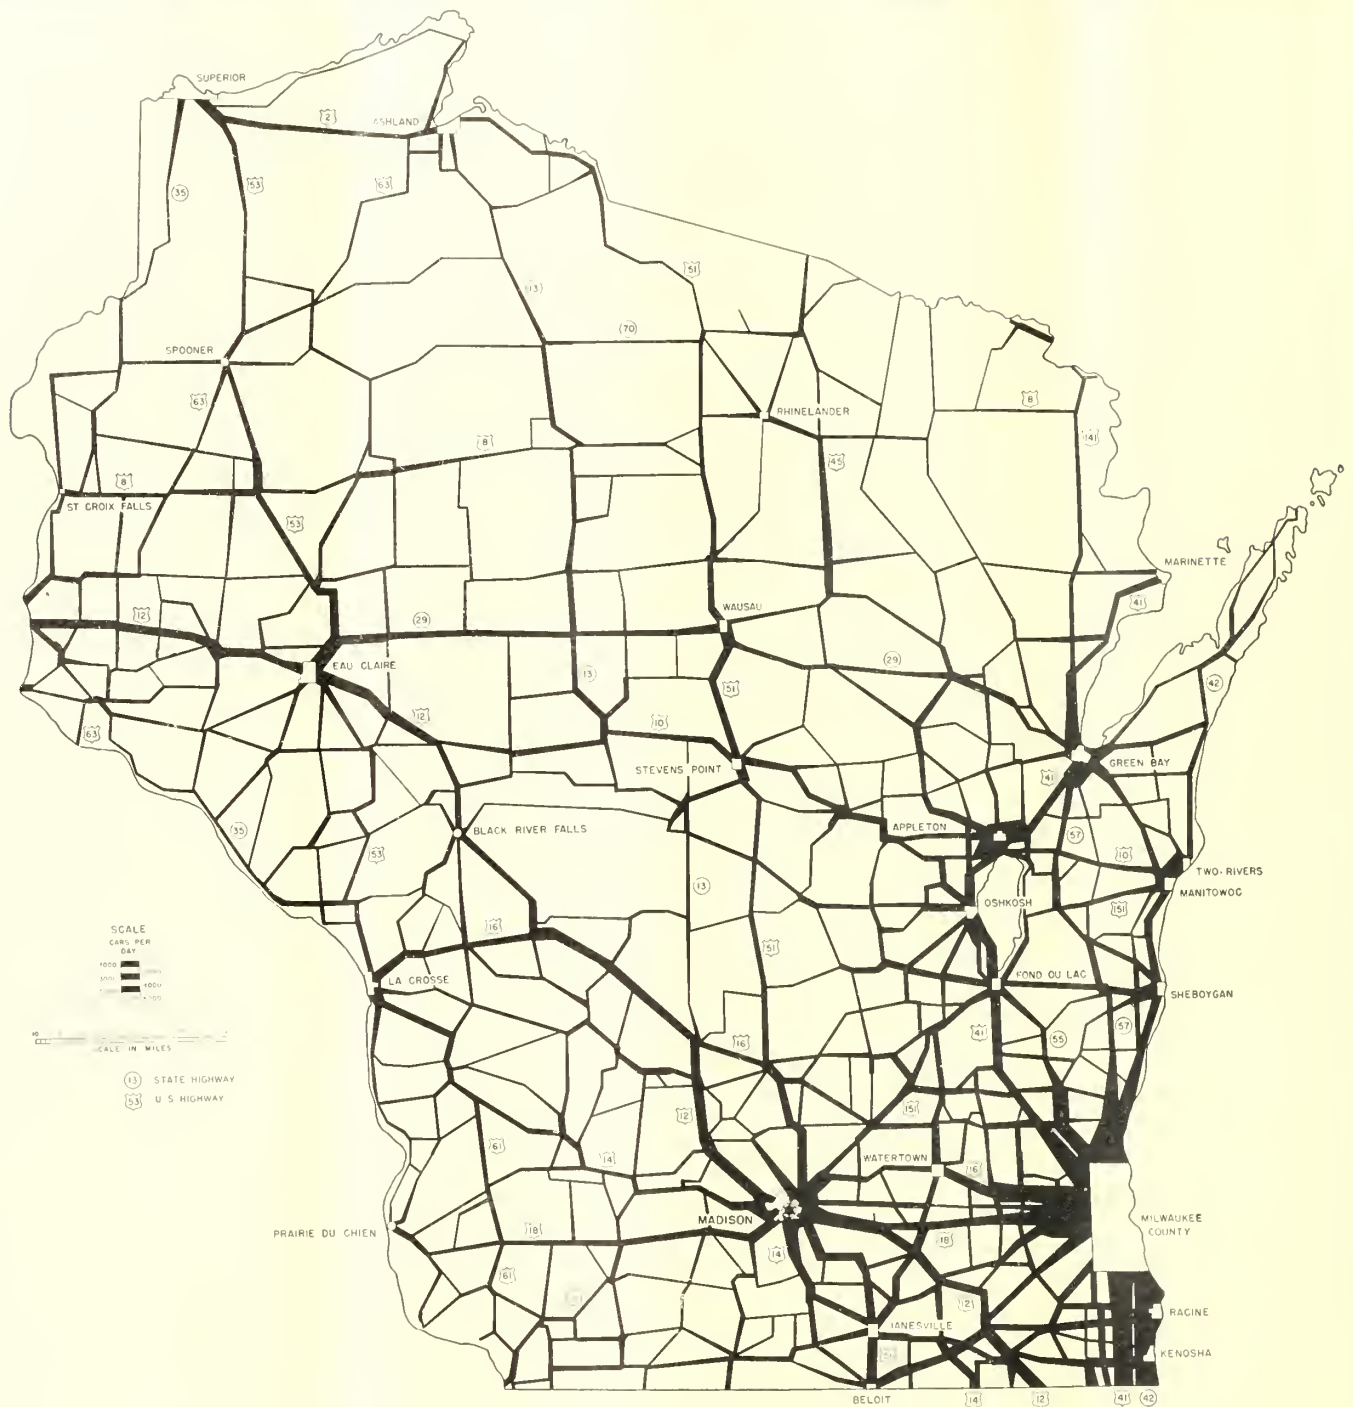 SUPERIOR
2
ASHLAND
35
53
63
51
13
70
SPOONER
63
8
RHINELANDER
141
8
45
8
ST CROIX FALLS
53
MARINETTE
41
12
WAUSAU
29
EAU CLAIRE
29
13
51
42
12
10
63
STEVENS POINT
41
GREEN BAY
35
BLACK RIVER FALLS
APPLETON
57
10
53
TWO-RIVERS
13
MANITOWOC
OSHKOSH
151
16
51
SCALE
CARS PER
DAY
LA CROSSE
FOND OU LAC
SHEBOYGAN
41
57
16
55
SCALE IN MILES
13 STATE HIGHWAY
53 U S HIGHWAY
12
151
61
14
WATERTOWN
16
MADISON
MILWAUKEE
COUNTY
PRAIRIE DU CHIEN
18
18
14
61
12
RACINE
JANESVILLE
KENOSHA
BELOIT
14
12
41
42